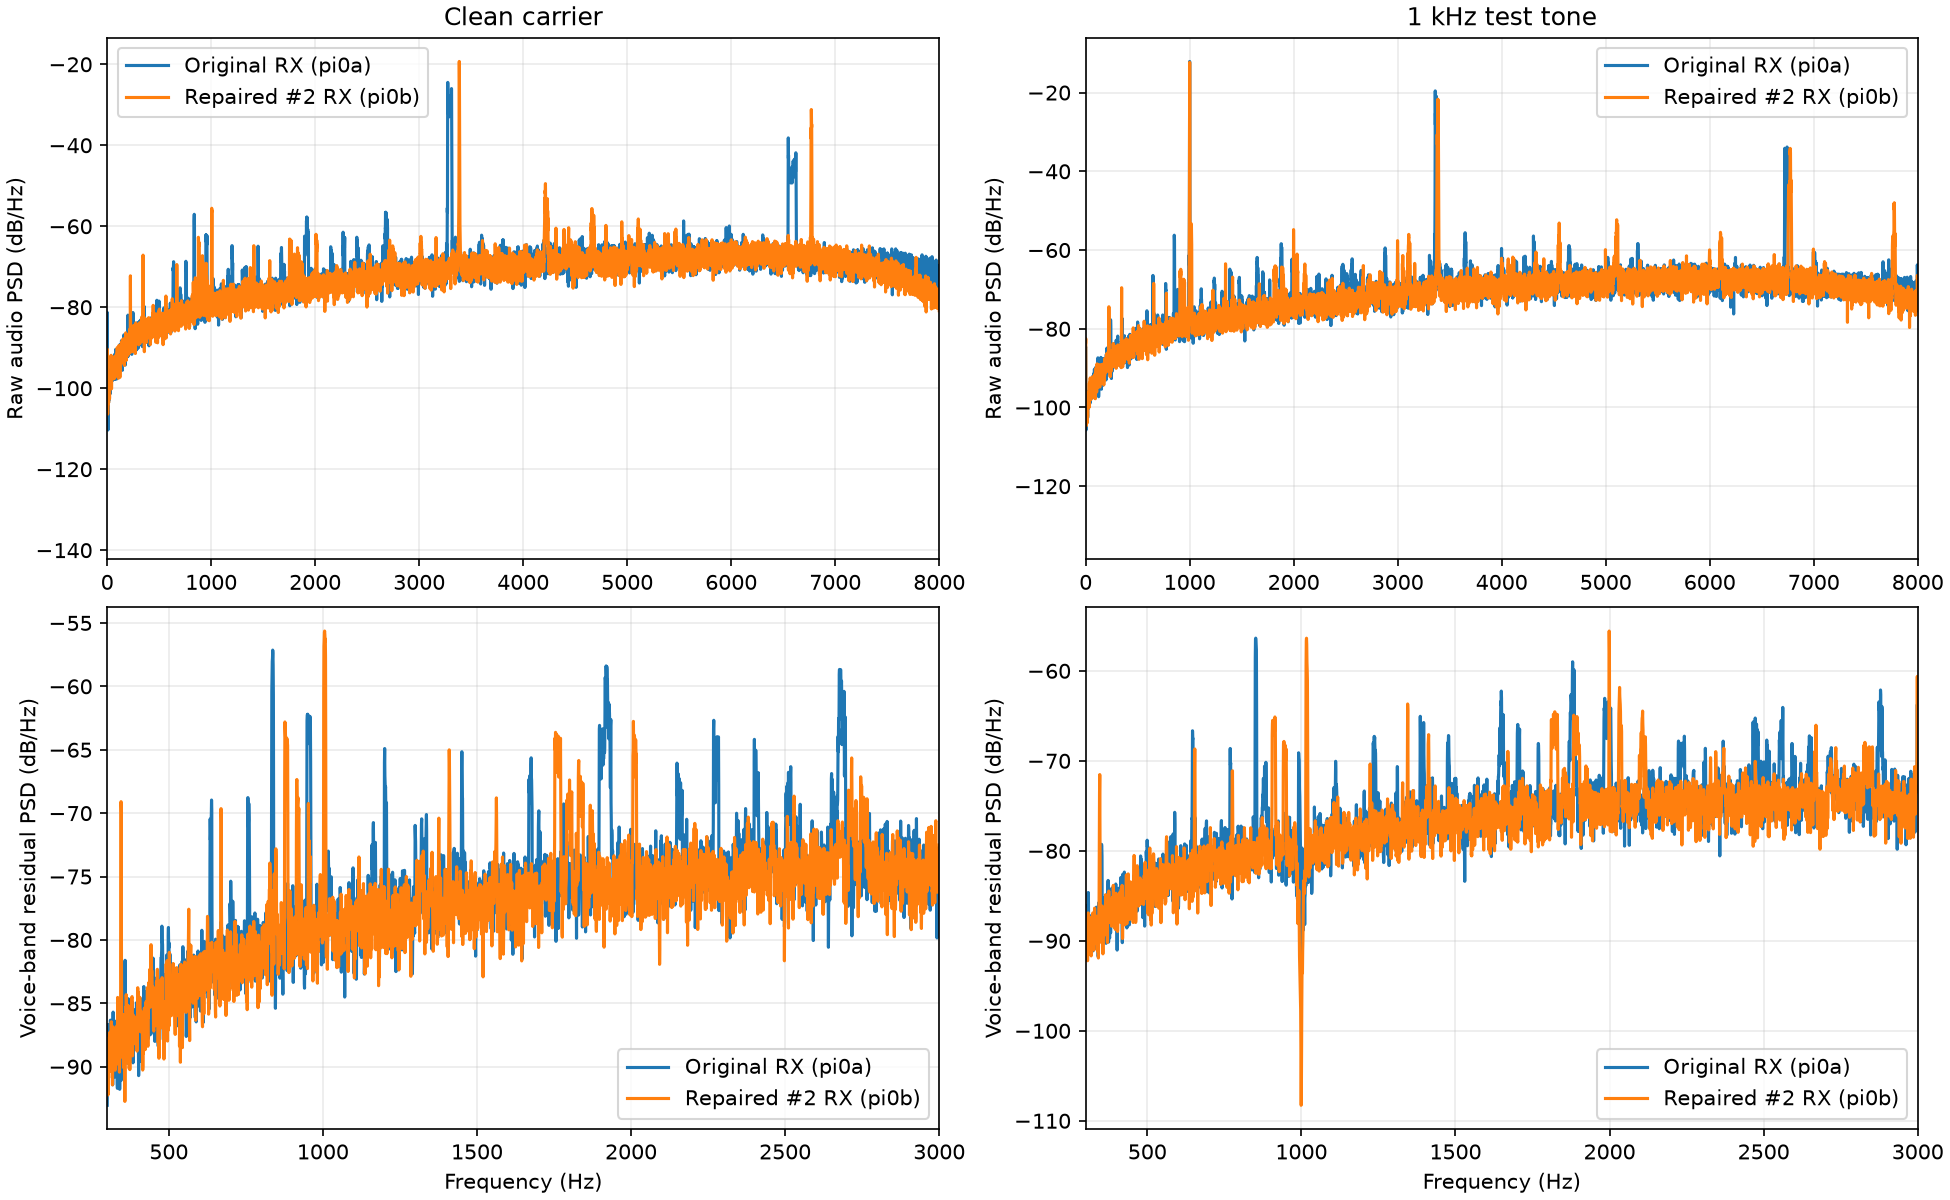 Clean carrier
Raw audio PSD (dB/Hz)
−20
−40
−60
−80
−100
−120
−140
Original RX (pi0a)
Repaired #2 RX (pi0b)
0 1000 2000 3000 4000 5000 6000 7000 8000
1 kHz test tone
Raw audio PSD (dB/Hz)
−20
−40
−60
−80
−100
−120
Original RX (pi0a)
Repaired #2 RX (pi0b)
0 1000 2000 3000 4000 5000 6000 7000 8000
Voice-band residual PSD (dB/Hz)
−55
−60
−65
−70
−75
−80
−85
−90
Original RX (pi0a)
Repaired #2 RX (pi0b)
500 1000 1500 2000 2500 3000
Frequency (Hz)
Voice-band residual PSD (dB/Hz)
−60
−70
−80
−90
−100
−110
Original RX (pi0a)
Repaired #2 RX (pi0b)
500 1000 1500 2000 2500 3000
Frequency (Hz)